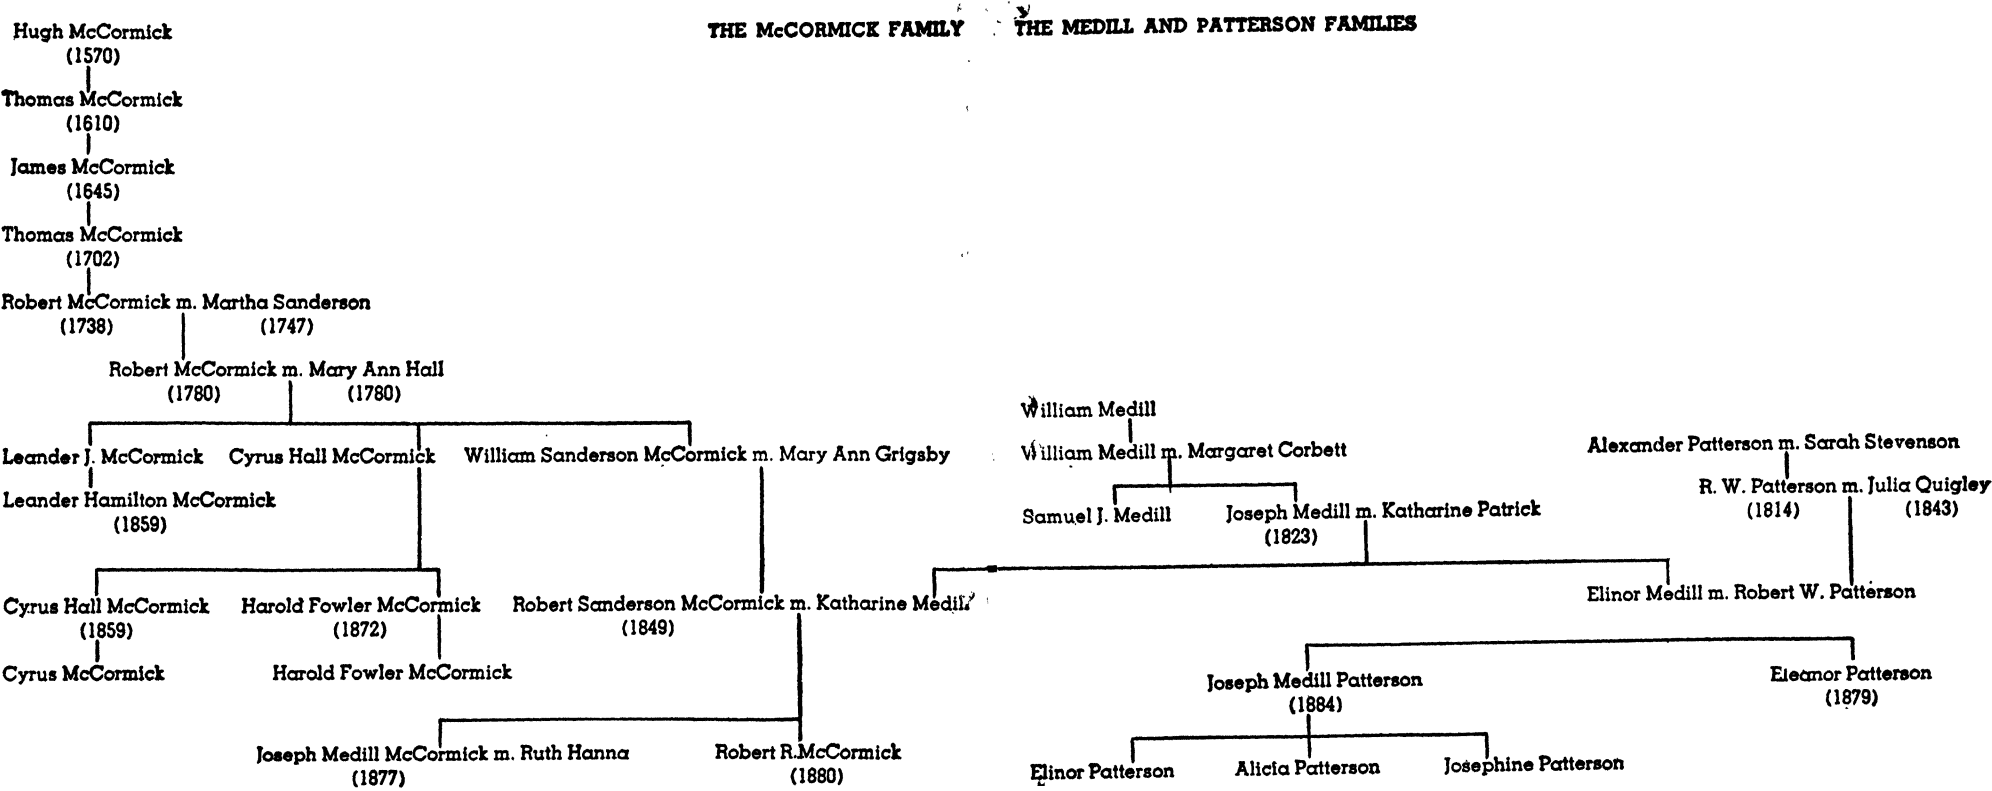 THE McCORMICK FAMILY
THE MEDILL AND PATTERSON FAMILIES
Hugh McCormick
(1570)
Thomas McCormick
(1610)
James McCormick
(1645)
Thomas McCormick
(1702)
Robert McCormick m. Martha Sanderson
(1738) (1747)
Robert McCormick m. Mary Ann Hall
(1780) (1780)
Leander J. McCormick Cyrus Hall McCormick William Sanderson McCormick m. Mary Ann Grigsby
Leander Hamilton McCormick
(1859)
Cyrus Hall McCormick Harold Fowler McCormick Robert Sanderson McCormick m. Katharine Medill
(1859) (1872) (1849)
Cyrus McCormick Harold Fowler McCormick
Joseph Medill McCormick m. Ruth Hanna Robert R.McCormick
(1877) (1880)
William Medill
William Medill m. Margaret Corbett
Alexander Patterson m. Sarah Stevenson
R. W. Patterson m. Julia Quigley
(1814) (1843)
Samuel J. Medill Joseph Medill m. Katharine Patrick
(1823)
Elinor Medill m. Robert W. Patterson
Joseph Medill Patterson Eleanor Patterson
(1884) (1879)
Elinor Patterson Alicia Patterson Josephine Patterson